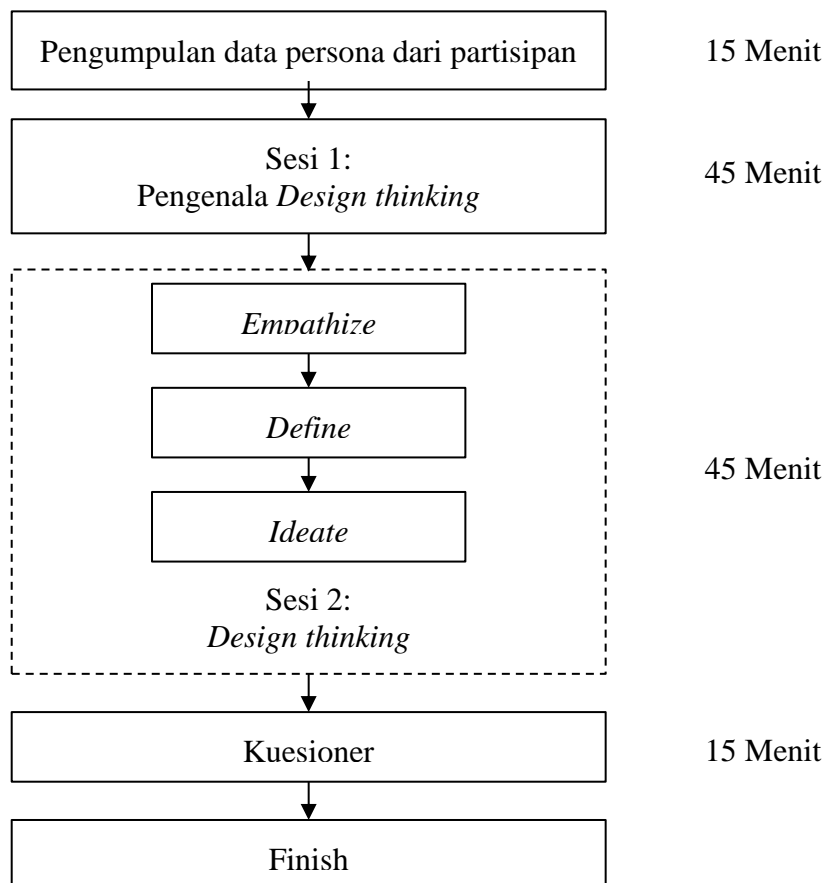 Pengumpulan data persona dari partisipan
15 Menit
Sesi 1:
Pengenala Design thinking
45 Menit
Empathize
Define
Ideate
45 Menit
Sesi 2:
Design thinking
Kuesioner
15 Menit
Finish